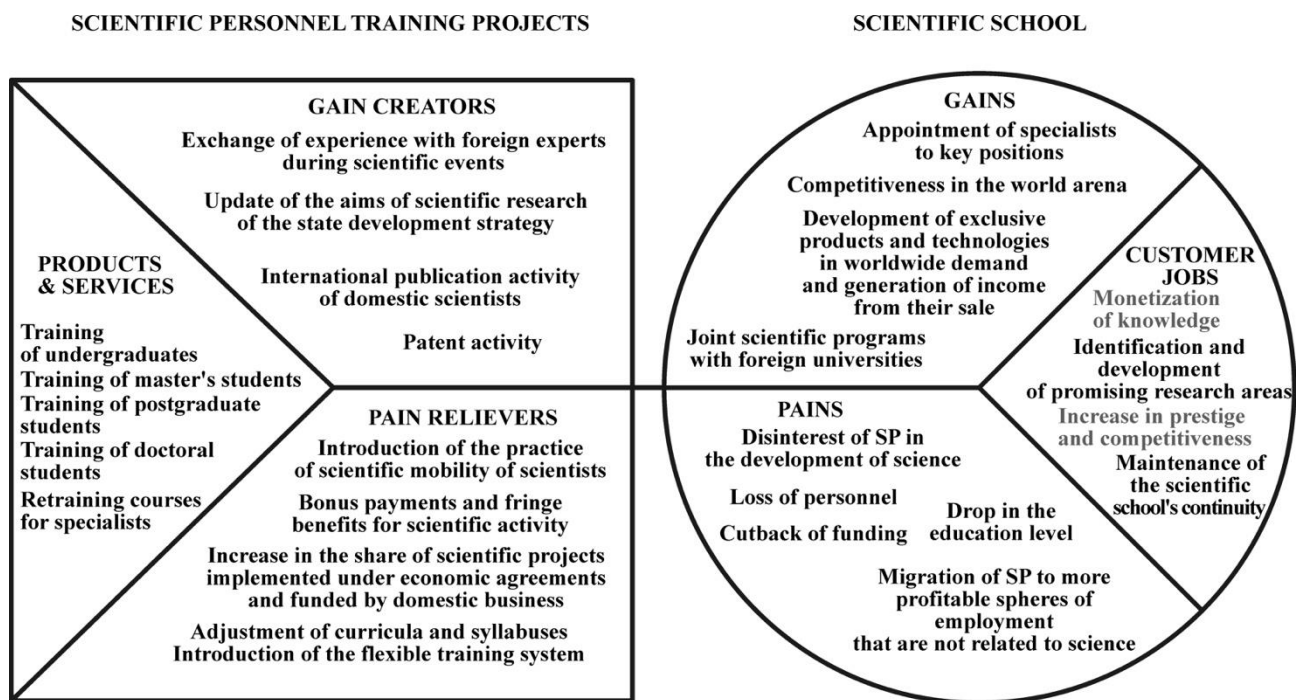 SCIENTIFIC PERSONNEL TRAINING PROJECTS
SCIENTIFIC SCHOOL
GAIN CREATORS
Exchange of experience with foreign experts
during scientific events
Update of the aims of scientific research
of the state development strategy
International publication activity
of domestic scientists
Patent activity
PRODUCTS
& SERVICES
Training
of undergraduates
Training of master's students
Training of postgraduate
students
Training of doctoral
students
Retraining courses
for specialists
PAIN RELIEVERS
Introduction of the practice
of scientific mobility of scientists
Bonus payments and fringe
benefits for scientific activity
Increase in the share of scientific projects
implemented under economic agreements
and funded by domestic business
Adjustment of curricula and syllabuses
Introduction of the flexible training system
GAINS
Appointment of specialists
to key positions
Competitiveness in the world arena
Development of exclusive
products and technologies
in worldwide demand
and generation of income
from their sale
Joint scientific programs
with foreign universities
CUSTOMER
JOBS
Monetization
of knowledge
Identification and
development
of promising research areas
Increase in prestige
and competitiveness
Maintenance of
the scientific
school's continuity
PAINS
Disinterest of SP in
the development of science
Loss of personnel
Cutback of funding
Drop in the
education level
Migration of SP to more
profitable spheres of
employment
that are not related to science